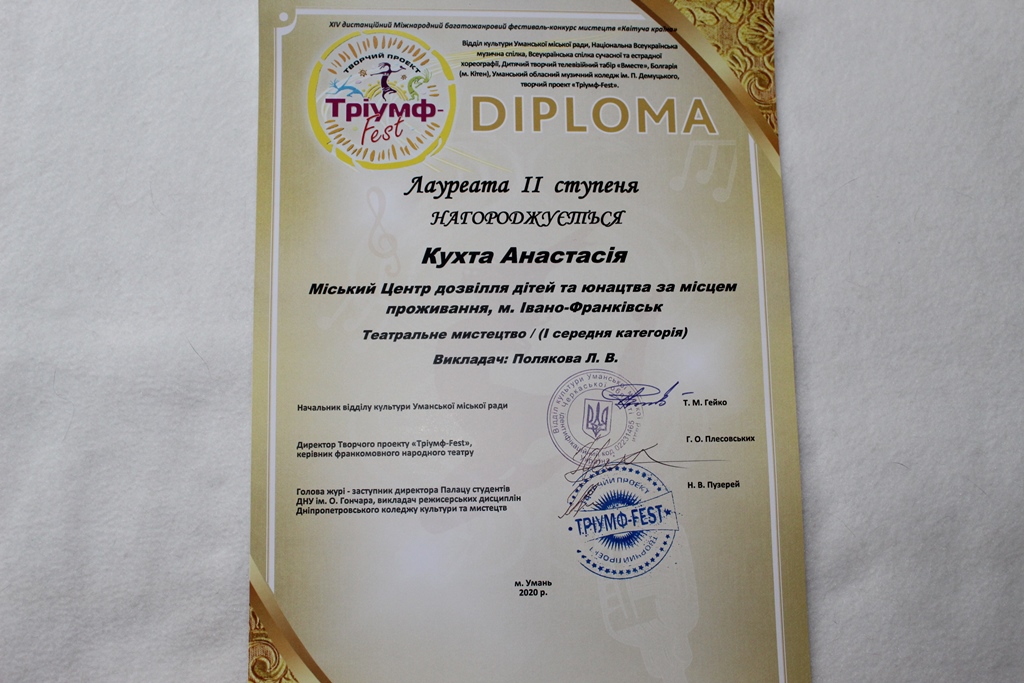 XIV дистанційний Міжнародний багатожанровий фестиваль-конкурс мистецтв «Квітуча країна»
Відділ культури Уманської міської ради, Національна Всеукраїнська
музична спілка, Всеукраїнська спілка сучасної та естрадної
хореографії, Дитячий творчий телевізійний табір «Вместе», Болгарія
(м. Кітен), Уманський обласний музичний коледж ім. П. Демуцького,
творчий проект «Тріумф-Fest».
ТВОРЧИЙ ПРОЕКТ
Тріумф-
Fest
DIPLOMA
Лауреата II ступеня
НАГОРОДЖУЄТЬСЯ
Кухта Анастасія
Міський Центр дозвілля дітей та юнацтва за місцем
проживання, м. Івано-Франківськ
Театральне мистецтво / (І середня категорія)
Викладач: Полякова Л. В.
Начальник відділу культури Уманської міської ради
Т. М. Гейко
Директор Творчого проекту «Тріумф-Fest»,
керівник франкомовного народного театру
Г. О. Плесовських
Голова журі - заступник директора Палацу студентів
ДНУ ім. О. Гончара, викладач режисерських дисциплін
Дніпропетровського коледжу культури та мистецтв
Н. В. Пузерей
ТВОРЧИЙ ПРОЕКТ
ТРІУМФ-FEST
ТВОРЧИЙ ПРОЕКТ
м. Умань
2020 р.